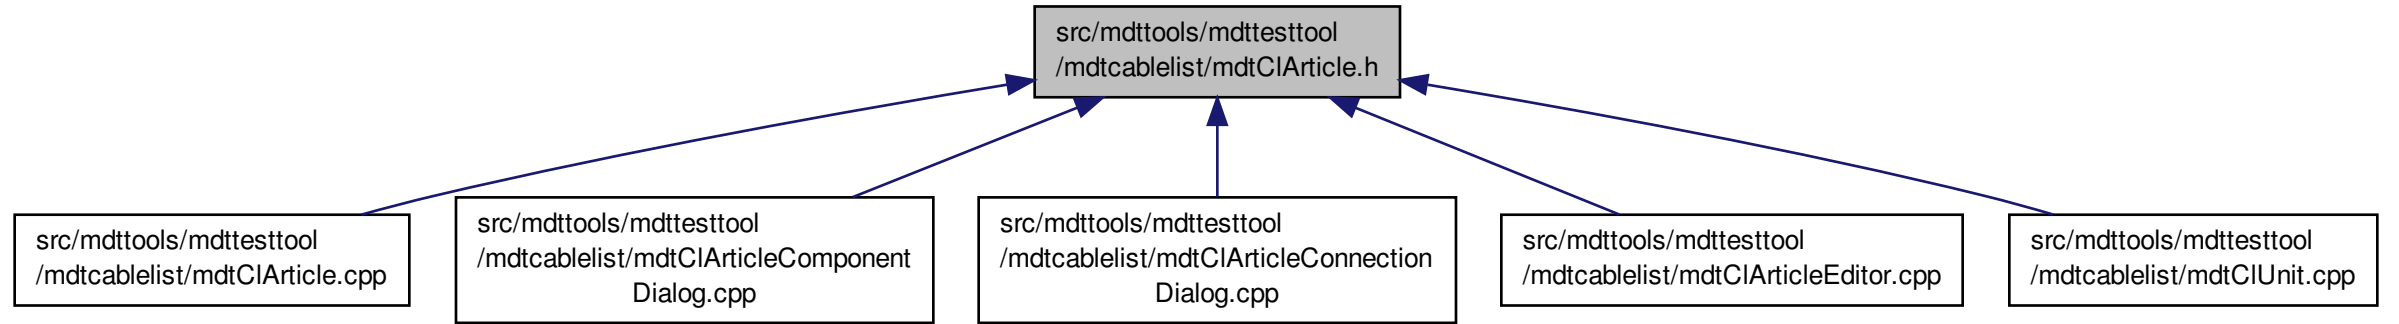 src/mdttools/mdttesttool
/mdtcablelist/mdtClArticle.h
src/mdttools/mdttesttool
/mdtcablelist/mdtClArticle.cpp
src/mdttools/mdttesttool
/mdtcablelist/mdtClArticleComponent
Dialog.cpp
src/mdttools/mdttesttool
/mdtcablelist/mdtClArticleConnection
Dialog.cpp
src/mdttools/mdttesttool
/mdtcablelist/mdtClArticleEditor.cpp
src/mdttools/mdttesttool
/mdtcablelist/mdtClUnit.cpp